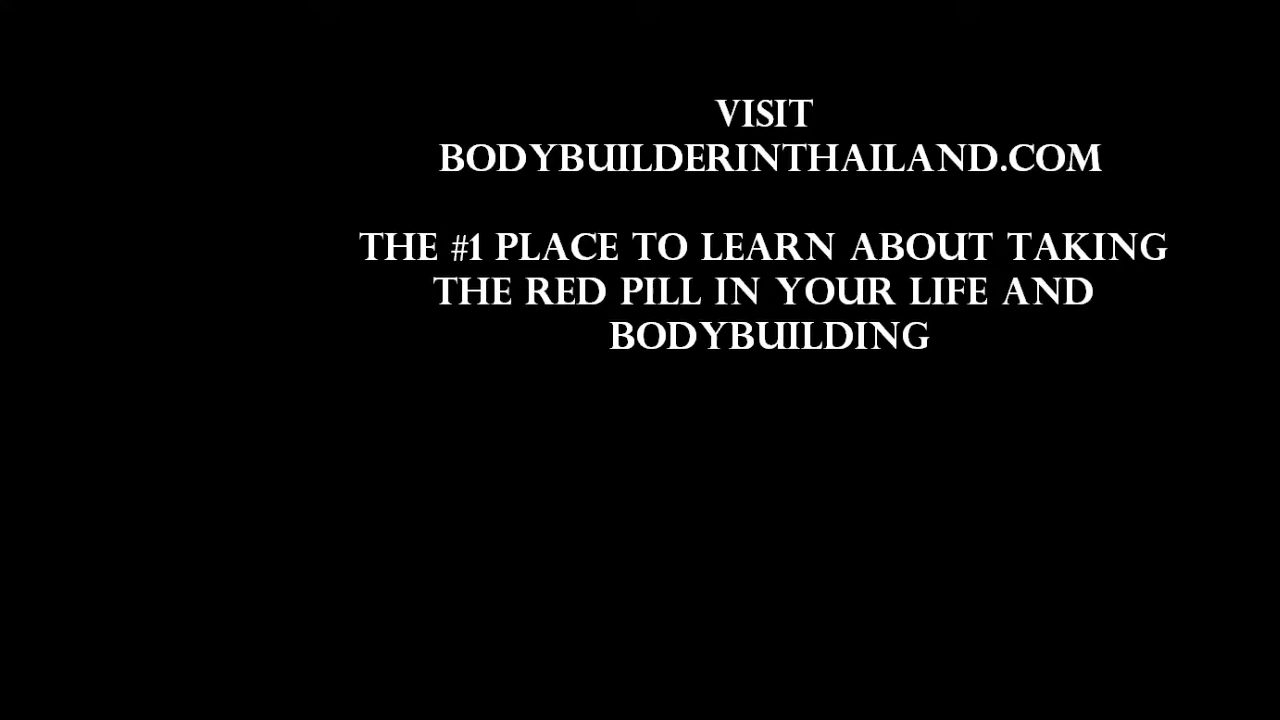 VISIT
BODYBUILDERINTHAILAND.COM
THE #1 PLACE TO LEARN ABOUT TAKING
THE RED PILL IN YOUR LIFE AND
BODYBUILDING